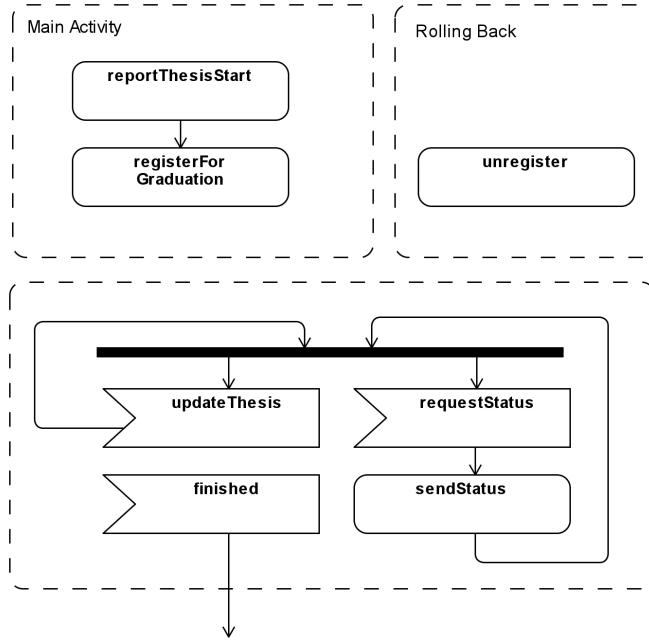 Main Activity
Rolling Back
reportThesisStart
registerFor
Graduation
unregister
updateThesis
requestStatus
finished
sendStatus